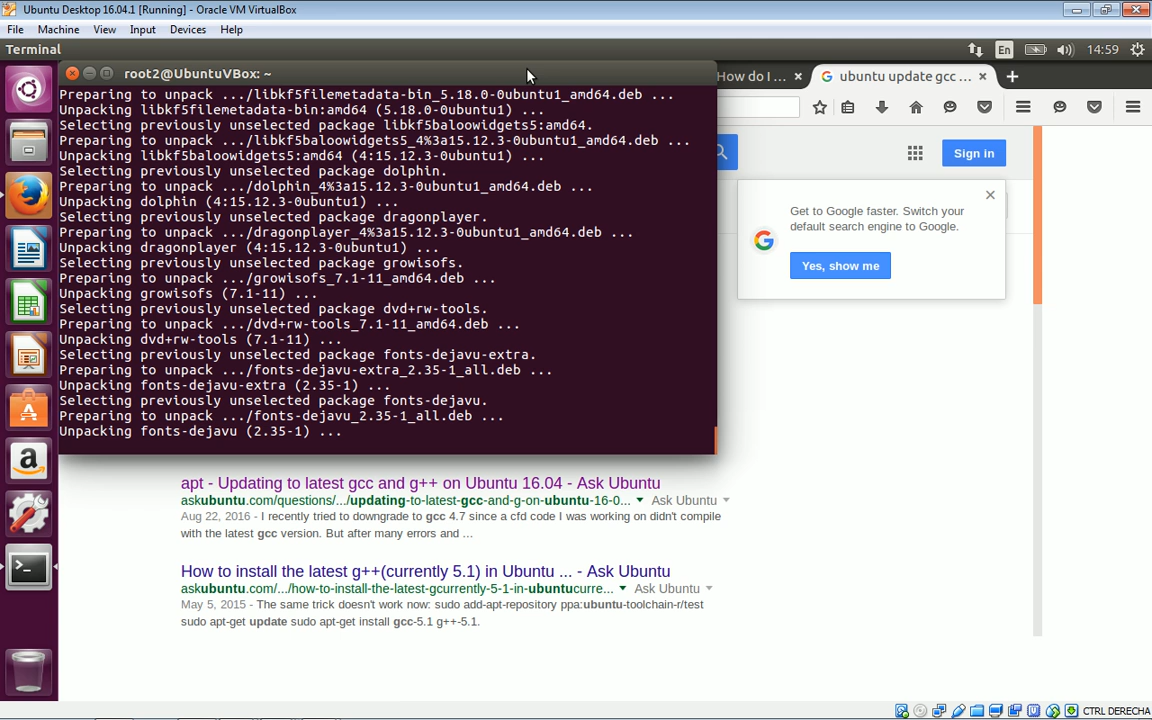 Ubuntu Desktop 16.04.1 [Running] - Oracle VM VirtualBox
File Machine View Input Devices Help
Terminal
En
14:59
root2@UbuntuVBox: ~
How do I ...
ubuntu update gcc ...
Preparing to unpack .../libkf5filemetadata-bin_5.18.0-0ubuntu1_amd64.deb ...
Unpacking libkf5filemetadata-bin:amd64 (5.18.0-0ubuntu1) ...
Selecting previously unselected package libkf5baloowidgets5:amd64.
Preparing to unpack .../libkf5baloowidgets5_4%3a15.12.3-0ubuntu1_amd64.deb ...
Unpacking libkf5baloowidgets5:amd64 (4:15.12.3-0ubuntu1) ...
Selecting previously unselected package dolphin.
Preparing to unpack .../dolphin_4%3a15.12.3-0ubuntu1_amd64.deb ...
Unpacking dolphin (4:15.12.3-0ubuntu1) ...
Selecting previously unselected package dragonplayer.
Preparing to unpack .../dragonplayer_4%3a15.12.3-0ubuntu1_amd64.deb ...
Unpacking dragonplayer (4:15.12.3-0ubuntu1) ...
Selecting previously unselected package growisofs.
Preparing to unpack .../growisofs_7.1-11_amd64.deb ...
Unpacking growisofs (7.1-11) ...
Selecting previously unselected package dvd+rw-tools.
Preparing to unpack .../dvd+rw-tools_7.1-11_amd64.deb ...
Unpacking dvd+rw-tools (7.1-11) ...
Selecting previously unselected package fonts-dejavu-extra.
Preparing to unpack .../fonts-dejavu-extra_2.35-1_all.deb ...
Unpacking fonts-dejavu-extra (2.35-1) ...
Selecting previously unselected package fonts-dejavu.
Preparing to unpack .../fonts-dejavu_2.35-1_all.deb ...
Unpacking fonts-dejavu (2.35-1) ...
Sign in
Get to Google faster. Switch your
default search engine to Google.
Yes, show me
apt - Updating to latest gcc and g++ on Ubuntu 16.04 - Ask Ubuntu
askubuntu.com/questions/.../updating-to-latest-gcc-and-g-on-ubuntu-16-0... Ask Ubuntu
Aug 22, 2016 - I recently tried to downgrade to gcc 4.7 since a cfd code I was working on didn't compile
with the latest gcc version. But after many errors and ...
How to install the latest g++(currently 5.1) in Ubuntu ... - Ask Ubuntu
askubuntu.com/.../how-to-install-the-latest-gcurrently-5-1-in-ubuntucurre... Ask Ubuntu
May 5, 2015 - The same trick doesn't work now: sudo add-apt-repository ppa:ubuntu-toolchain-r/test
sudo apt-get update sudo apt-get install gcc-5.1 g++-5.1.
CTRL DERECHA